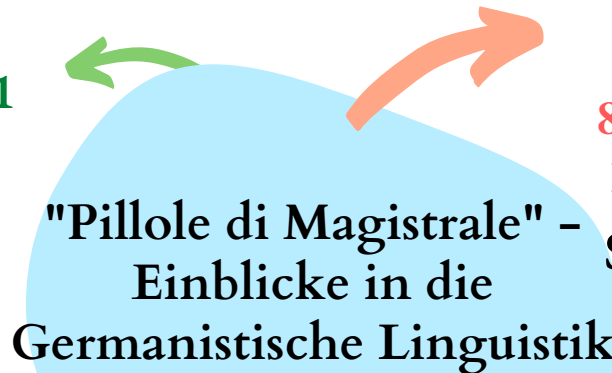 "Pillole di Magistrale" -
Einblicke in die
Germanistische Linguistik